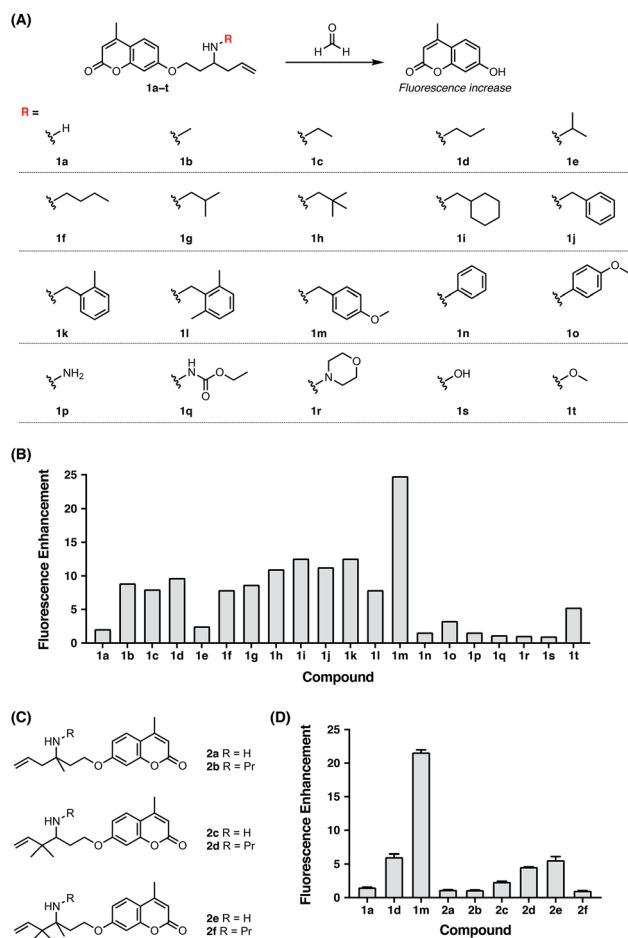 (A)
HN R
O O O
1a–t
O
H H
O O OH
Fluorescence increase
R =
H
1a 1b 1c 1d 1e
1f 1g 1h 1i 1j
O
O
1k 1l 1m 1n 1o
NH2 H N O O N O OH O
1p 1q 1r 1s 1t
(B)
Fluorescence Enhancement
25
20
15
10
5
0
1a 1b 1c 1d 1e 1f 1g 1h 1i 1j 1k 1l 1m 1n 1o 1p 1q 1r 1s 1t
Compound
(C)
HN R
O O O
2a R = H
2b R = Pr
HN R
O O O
2c R = H
2d R = Pr
HN R
O O O
2e R = H
2f R = Pr
(D)
Fluorescence Enhancement
25
20
15
10
5
0
1a 1d 1m 2a 2b 2c 2d 2e 2f
Compound